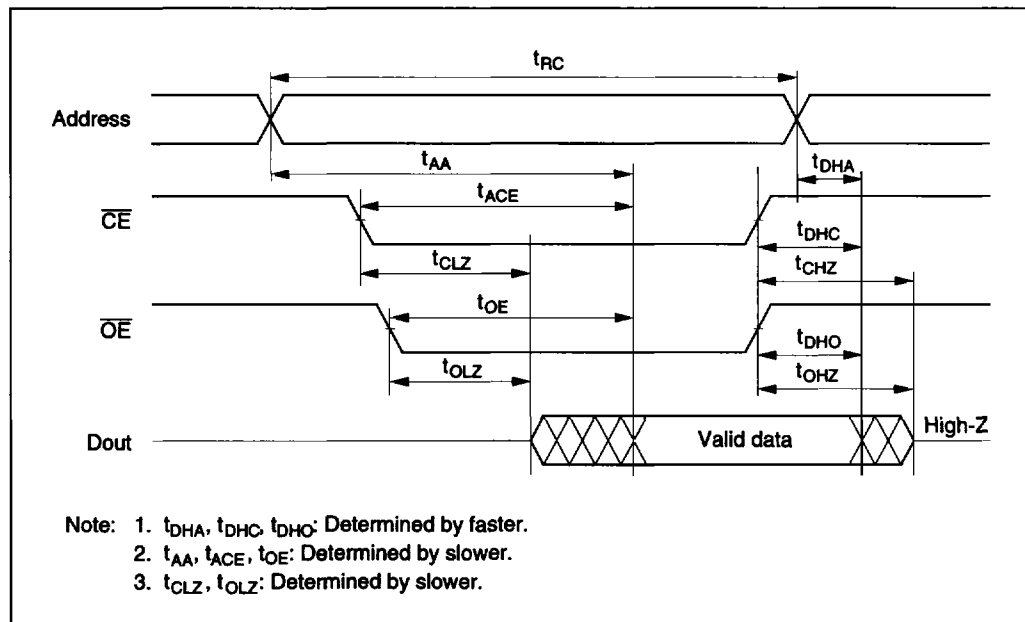 tRC
Address
tAA
tDHA
tACE
CE
tDHC
tCLZ
tCHZ
tOE
OE
tDHO
tOLZ
tOHZ
High-Z
Dout
Valid data
Note: 1. tDHA, tDHC, tDHO: Determined by faster.
2. tAA, tACE, tOE: Determined by slower.
3. tCLZ, tOLZ: Determined by slower.